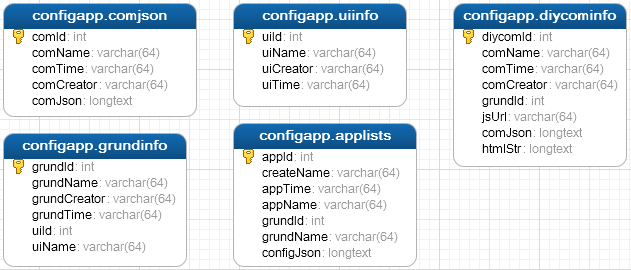 configapp.comjson
comId: int
comName: varchar(64)
comTime: varchar(64)
comCreator: varchar(64)
comJson: longtext
configapp.uiinfo
uiId: int
uiName: varchar(64)
uiCreator: varchar(64)
uiTime: varchar(64)
configapp.diycominfo
diycomId: int
comName: varchar(64)
comTime: varchar(64)
comCreator: varchar(64)
grundId: int
jsUrl: varchar(64)
comJson: longtext
htmlStr: longtext
configapp.grundinfo
grundId: int
grundName: varchar(64)
grundCreator: varchar(64)
grundTime: varchar(64)
uiId: int
uiName: varchar(64)
configapp.applists
appId: int
createName: varchar(64)
appTime: varchar(64)
appName: varchar(64)
grundId: int
grundName: varchar(64)
configJson: longtext